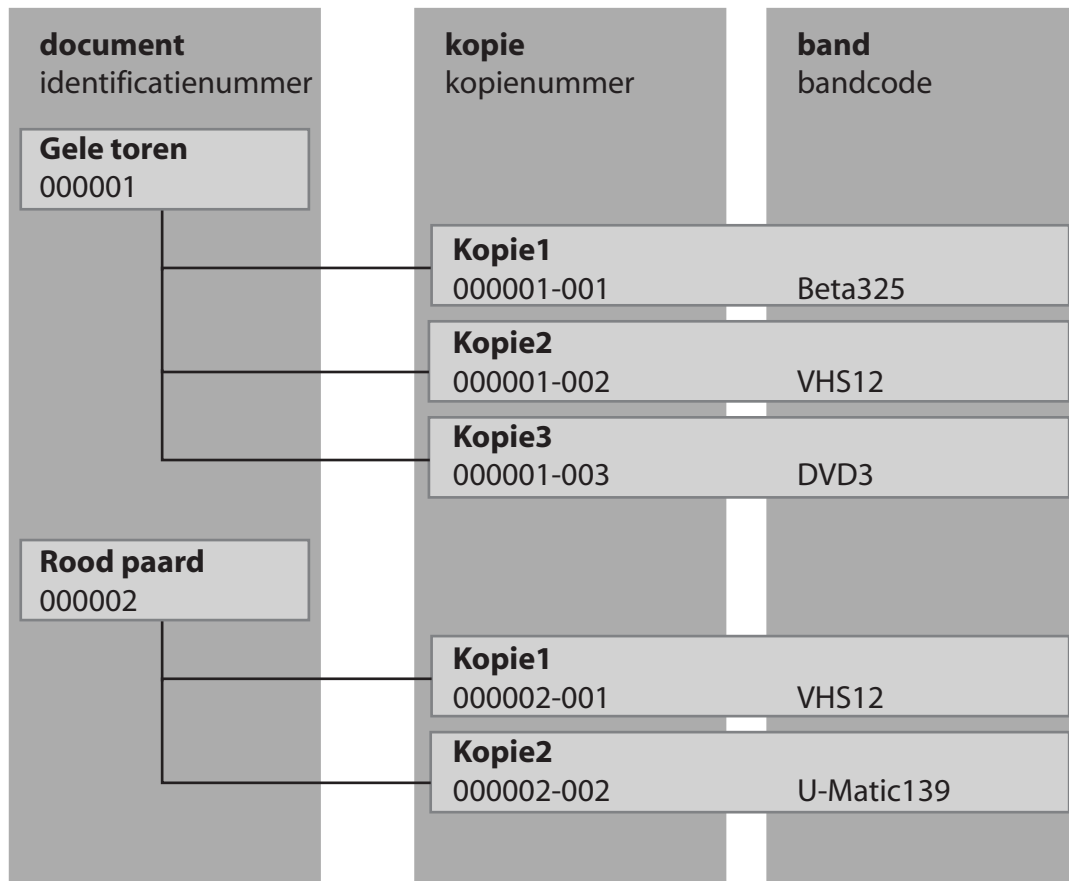 document
identificatienummer
kopie
kopienummer
band
bandcode
Gele toren
000001
Kopie1
000001-001 Beta325
Kopie2
000001-002 VHS12
Kopie3
000001-003 DVD3
Rood paard
000002
Kopie1
000002-001 VHS12
Kopie2
000002-002 U-Matic139